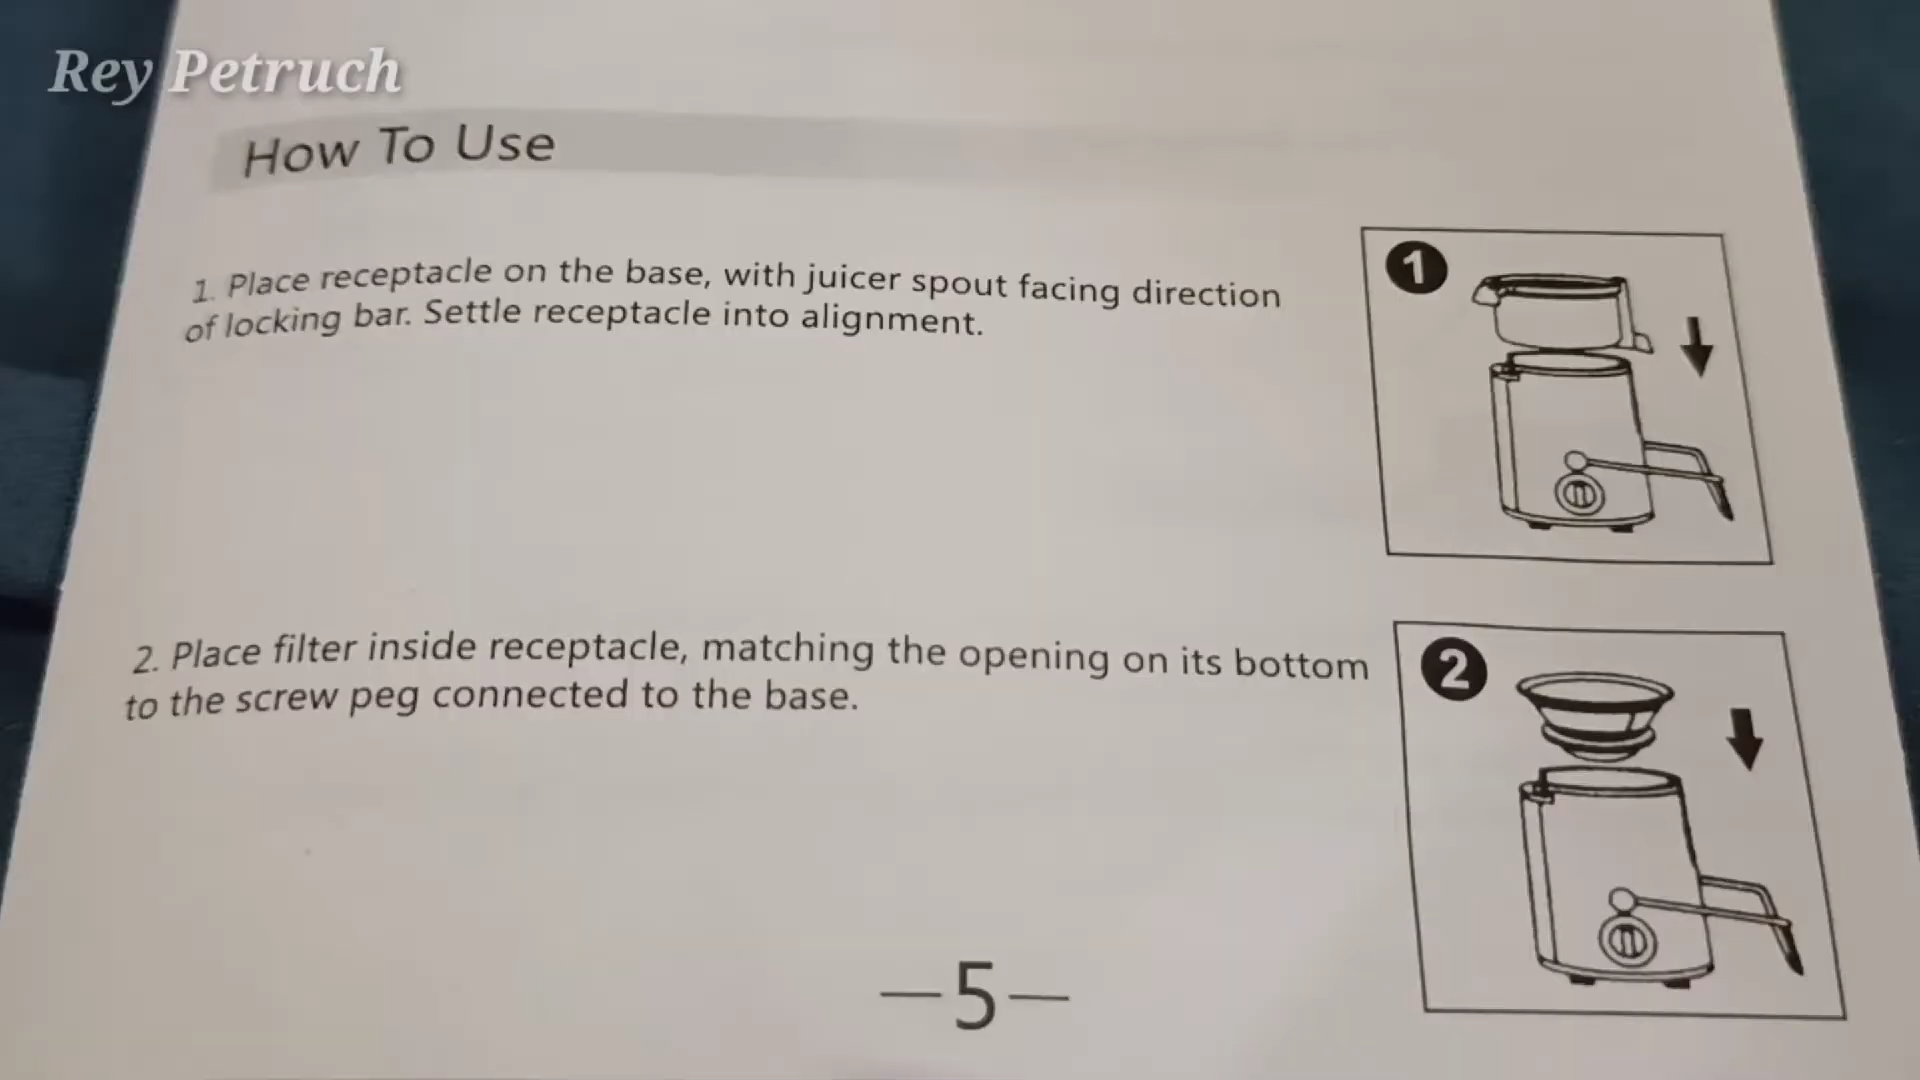 Rey Petruch
How To Use
1. Place receptacle on the base, with juicer spout facing direction
of locking bar. Settle receptacle into alignment.
1
2. Place filter inside receptacle, matching the opening on its bottom
to the screw peg connected to the base.
2
—5—